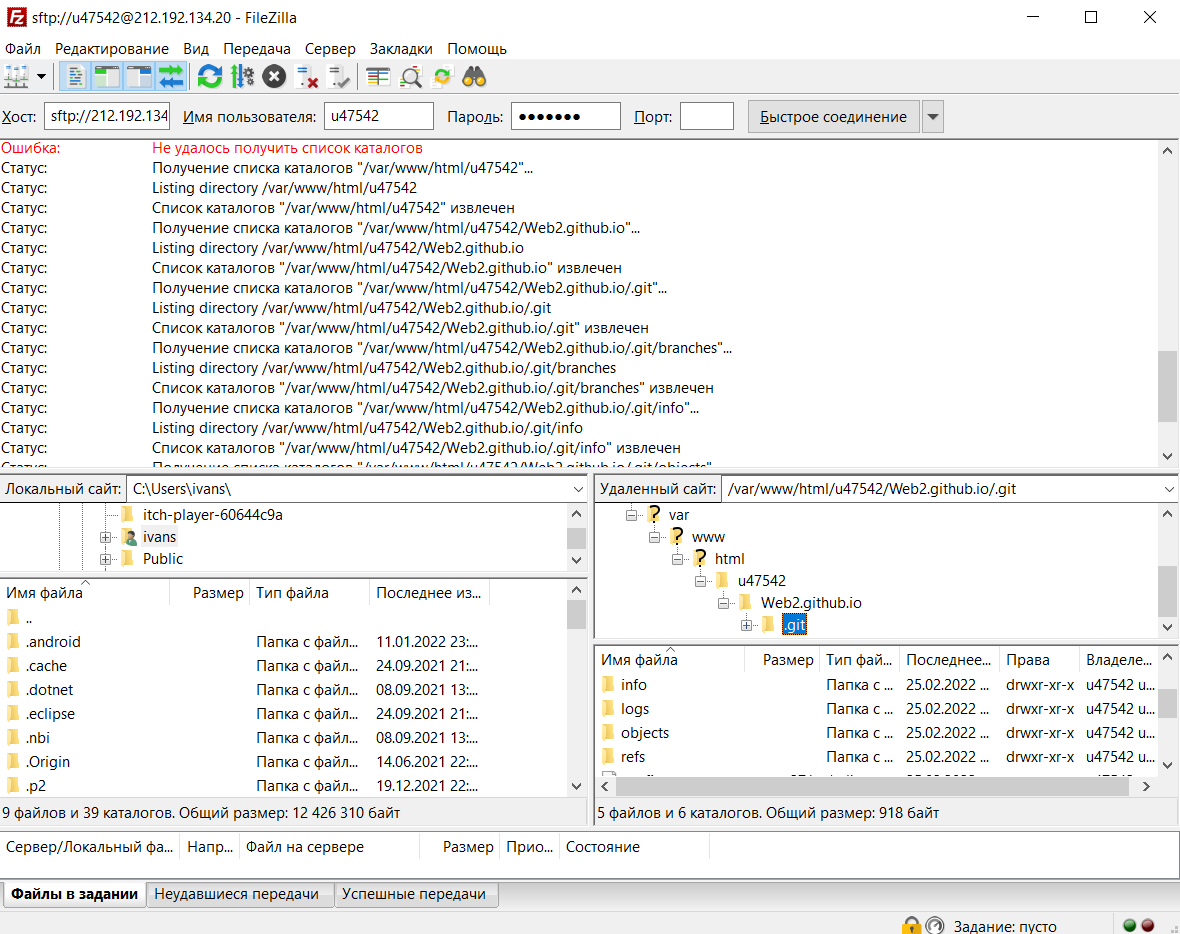 sftp://u47542@212.192.134.20 - FileZilla
Файл Редактирование Вид Передача Сервер Закладки Помощь
Хост: sftp://212.192.134 Имя пользователя: u47542 Пароль: ●●●●●●● Порт: Быстрое соединение
Ошибка: Не удалось получить список каталогов
Статус: Получение списка каталогов "/var/www/html/u47542"...
Статус: Listing directory /var/www/html/u47542
Статус: Список каталогов "/var/www/html/u47542" извлечен
Статус: Получение списка каталогов "/var/www/html/u47542/Web2.github.io"...
Статус: Listing directory /var/www/html/u47542/Web2.github.io
Статус: Список каталогов "/var/www/html/u47542/Web2.github.io" извлечен
Статус: Получение списка каталогов "/var/www/html/u47542/Web2.github.io/.git"...
Статус: Listing directory /var/www/html/u47542/Web2.github.io/.git
Статус: Список каталогов "/var/www/html/u47542/Web2.github.io/.git" извлечен
Статус: Получение списка каталогов "/var/www/html/u47542/Web2.github.io/.git/branches"...
Статус: Listing directory /var/www/html/u47542/Web2.github.io/.git/branches
Статус: Список каталогов "/var/www/html/u47542/Web2.github.io/.git/branches" извлечен
Статус: Получение списка каталогов "/var/www/html/u47542/Web2.github.io/.git/info"...
Статус: Listing directory /var/www/html/u47542/Web2.github.io/.git/info
Статус: Список каталогов "/var/www/html/u47542/Web2.github.io/.git/info" извлечен
Статус: Получение списка каталогов "/var/www/html/u47542/Web2.github.io/.git/objects"
Локальный сайт: C:\Users\ivans\
itch-player-60644c9a
ivans
Public
Имя файла Размер Тип файла Последнее из...
..
.android Папка с файл... 11.01.2022 23:...
.cache Папка с файл... 24.09.2021 21:...
.dotnet Папка с файл... 08.09.2021 13:...
.eclipse Папка с файл... 24.09.2021 21:...
.nbi Папка с файл... 08.09.2021 13:...
.Origin Папка с файл... 14.06.2021 22:...
.p2 Папка с файл... 19.12.2021 22:...
9 файлов и 39 каталогов. Общий размер: 12 426 310 байт
Удаленный сайт: /var/www/html/u47542/Web2.github.io/.git
var
www
html
u47542
Web2.github.io
.git
Имя файла Размер Тип фай... Последнее... Права Владеле...
info Папка с ... 25.02.2022 ... drwxr-xr-x u47542 u...
logs Папка с ... 25.02.2022 ... drwxr-xr-x u47542 u...
objects Папка с ... 25.02.2022 ... drwxr-xr-x u47542 u...
refs Папка с ... 25.02.2022 ... drwxr-xr-x u47542 u...
5 файлов и 6 каталогов. Общий размер: 918 байт
Сервер/Локальный фа... Напр... Файл на сервере Размер Прио... Состояние
Файлы в задании Неудавшиеся передачи Успешные передачи
Задание: пусто